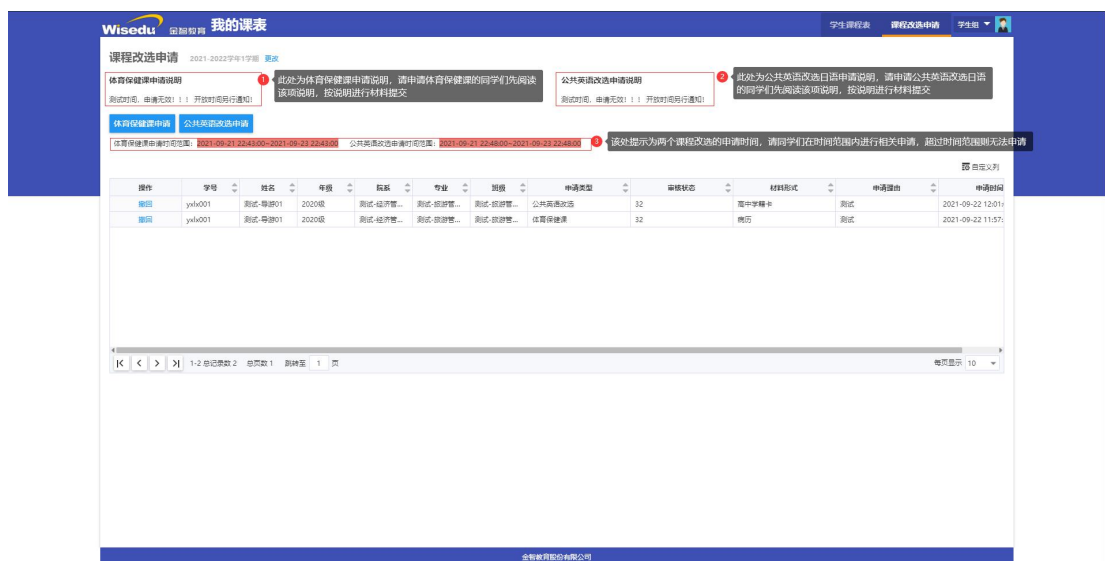 Wisedu 金智教育 我的课表 学生课程表 课程改选申请 学生组
课程改选申请 2021-2022学年1学期 更改
体育保健课申请说明
测试时间，申请无效！！！ 开放时间另行通知！
1 此处为体育保健课申请说明，请申请体育保健课的同学们先阅读
该项说明，按说明进行材料提交
公共英语改选申请说明
测试时间，申请无效！！！ 开放时间另行通知！
2 此处为公共英语改选日语申请说明，请申请公共英语改选日语
的同学们先阅读该项说明，按说明进行材料提交
体育保健课申请 公共英语改选申请
体育保健课申请时间范围：2021-09-21 22:43:00~2021-09-23 22:43:00 公共英语改选申请时间范围：2021-09-21 22:48:00~2021-09-23 22:48:00
3 该处提示为两个课程改选的申请时间，请同学们在时间范围内进行相关申请，超过时间范围则无法申请
自定义列
操作 学号 姓名 年级 院系 专业 班级 申请类型 审核状态 材料形式 申请理由 申请时间
撤回 yxlx001 测试-导游01 2020级 测试-经济管... 测试-旅游管... 测试-旅游管... 公共英语改选 32 高中学籍卡 测试 2021-09-22 12:01:
撤回 yxlx001 测试-导游01 2020级 测试-经济管... 测试-旅游管... 测试-旅游管... 体育保健课 32 病历 测试 2021-09-22 11:57:
1-2 总记录数 2 总页数 1 跳转至 1 页 每页显示 10
金智教育股份有限公司